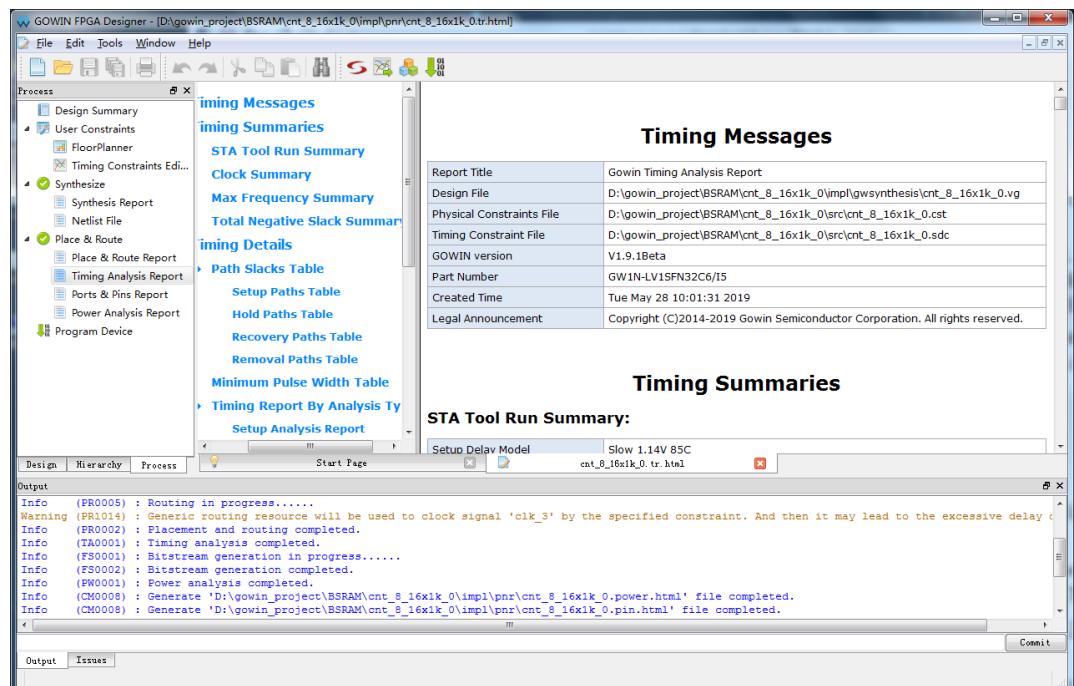 GOWIN FPGA Designer - [D:\gowin_project\BSRAM\cnt_8_16x1k_0\impl\pnr\cnt_8_16x1k_0.tr.html]
File Edit Tools Window Help
Process
Design Summary
User Constraints
FloorPlanner
Timing Constraints Edi...
Synthesize
Synthesis Report
Netlist File
Place & Route
Place & Route Report
Timing Analysis Report
Ports & Pins Report
Power Analysis Report
Program Device
Design Hierarchy Process
iming Messages
iming Summaries
STA Tool Run Summary
Clock Summary
Max Frequency Summary
Total Negative Slack Summar
iming Details
Path Slacks Table
Setup Paths Table
Hold Paths Table
Recovery Paths Table
Removal Paths Table
Minimum Pulse Width Table
Timing Report By Analysis Ty
Setup Analysis Report
Timing Messages
Report Title Gowin Timing Analysis Report
Design File D:\gowin_project\BSRAM\cnt_8_16x1k_0\impl\gwsynthesis\cnt_8_16x1k_0.vg
Physical Constraints File D:\gowin_project\BSRAM\cnt_8_16x1k_0\src\cnt_8_16x1k_0.cst
Timing Constraint File D:\gowin_project\BSRAM\cnt_8_16x1k_0\src\cnt_8_16x1k_0.sdc
GOWIN version V1.9.1Beta
Part Number GW1N-LV1SFN32C6/I5
Created Time Tue May 28 10:01:31 2019
Legal Announcement Copyright (C)2014-2019 Gowin Semiconductor Corporation. All rights reserved.
Timing Summaries
STA Tool Run Summary:
Setup Delay Model Slow 1.14V 85C
Start Page cnt_8_16x1k_0.tr.html
Output
Info (PR0005) : Routing in progress......
Warning (PR1014) : Generic routing resource will be used to clock signal 'clk_3' by the specified constraint. And then it may lead to the excessive delay
Info (PR0002) : Placement and routing completed.
Info (TA0001) : Timing analysis completed.
Info (FS0001) : Bitstream generation in progress......
Info (FS0002) : Bitstream generation completed.
Info (PW0001) : Power analysis completed.
Info (CM0008) : Generate 'D:\gowin_project\BSRAM\cnt_8_16x1k_0\impl\pnr\cnt_8_16x1k_0.power.html' file completed.
Info (CM0008) : Generate 'D:\gowin_project\BSRAM\cnt_8_16x1k_0\impl\pnr\cnt_8_16x1k_0.pin.html' file completed.
Commit
Output Issues